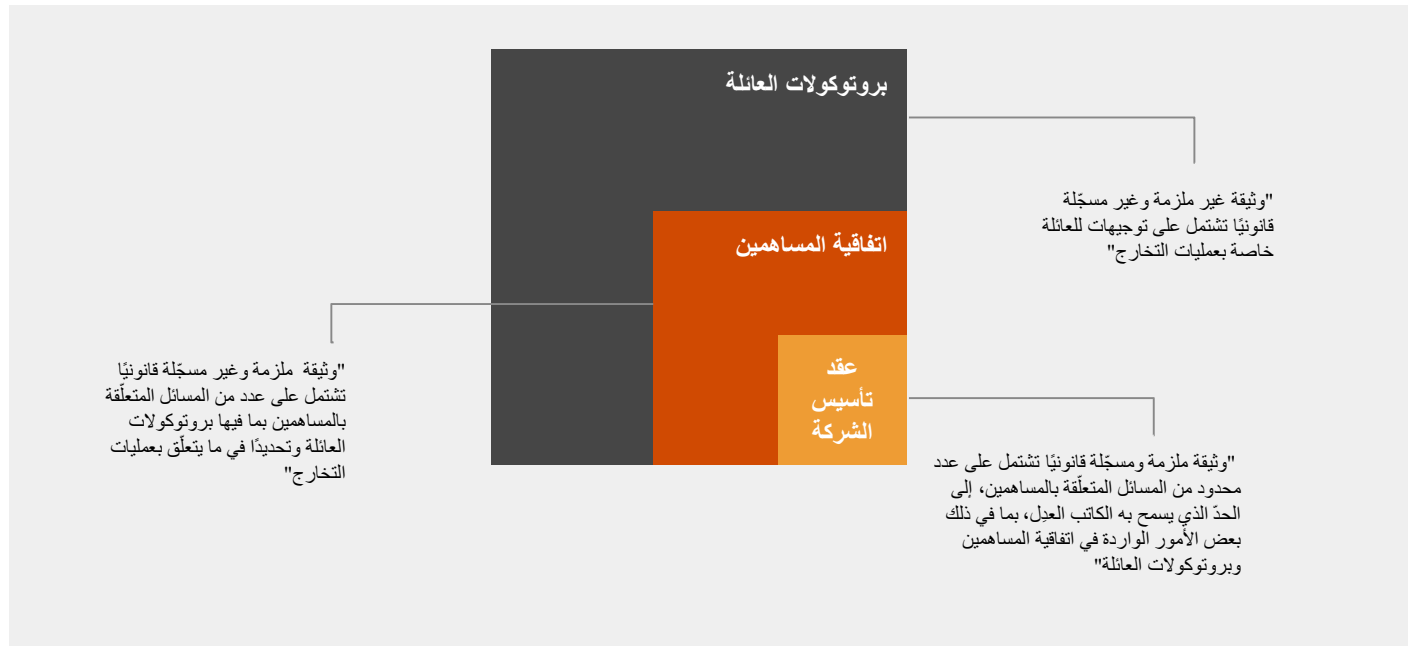 بروتوكولات العائلة
"وثيقة غير ملزمة وغير مسجّلة
قانونيًا تشتمل على توجيهات للعائلة
خاصة بعمليات التخارج"
اتفاقية المساهمين
"وثيقة  ملزمة وغير مسجّلة قانونيًا
تشتمل على عدد من المسائل المتعلّقة
بالمساهمين بما فيها بروتوكولات
العائلة وتحديدًا في ما يتعلّق بعمليات
التخارج"
عقد
تأسيس
الشركة
"وثيقة ملزمة ومسجّلة قانونيًا تشتمل على عدد
محدود من المسائل المتعلّقة بالمساهمين، إلى
الحدّ الذي يسمح به الكاتب العدِل، بما في ذلك
بعض الأمور الواردة في اتفاقية المساهمين
وبروتوكولات العائلة"